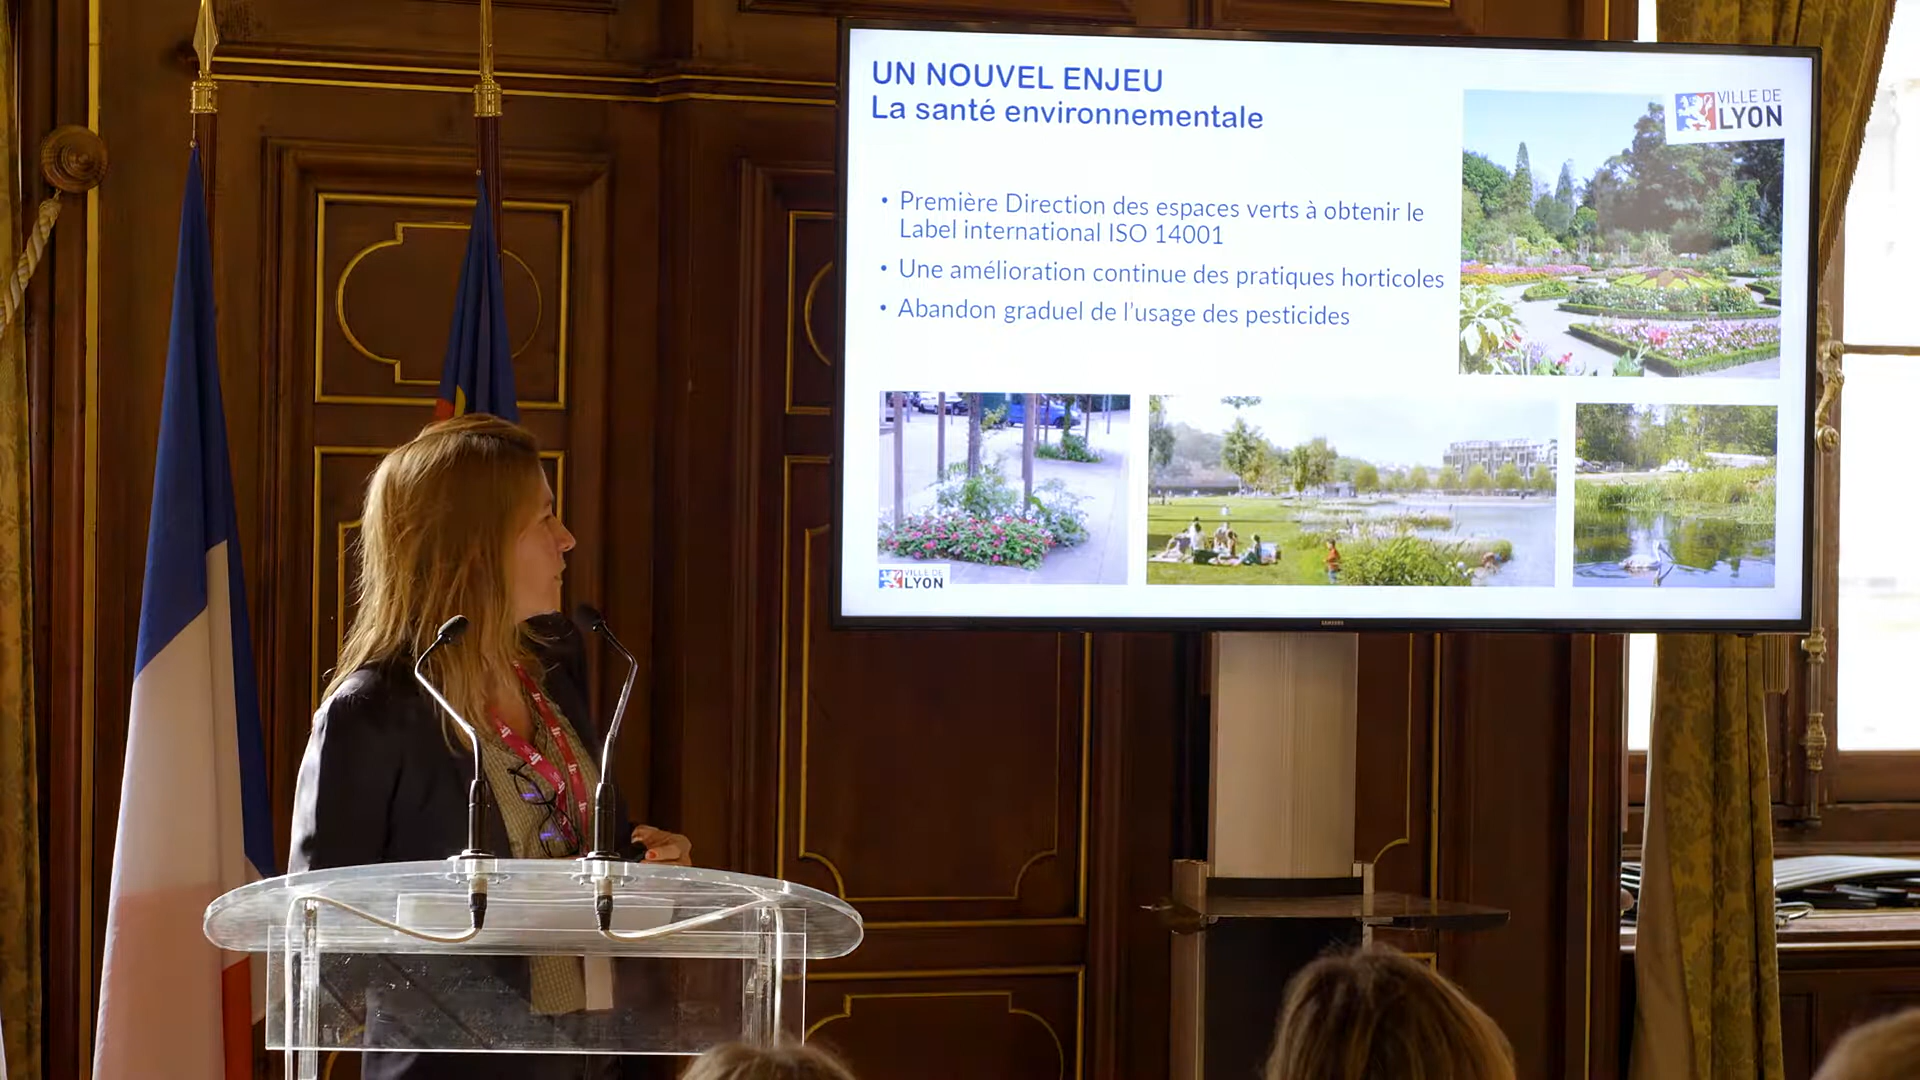 UN NOUVEL ENJEU
La santé environnementale
VILLE DE
LYON
• Première Direction des espaces verts à obtenir le
Label international ISO 14001
• Une amélioration continue des pratiques horticoles
• Abandon graduel de l'usage des pesticides
VILLE DE
LYON
SAMSUNG